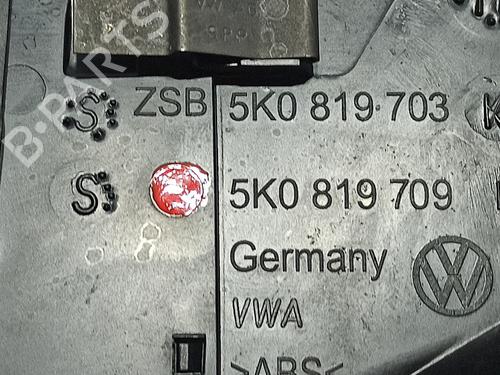 B-PARTS
S ZSB 5K0 819 703
S 5K0 819 709
Germany
VWA
>ABS<